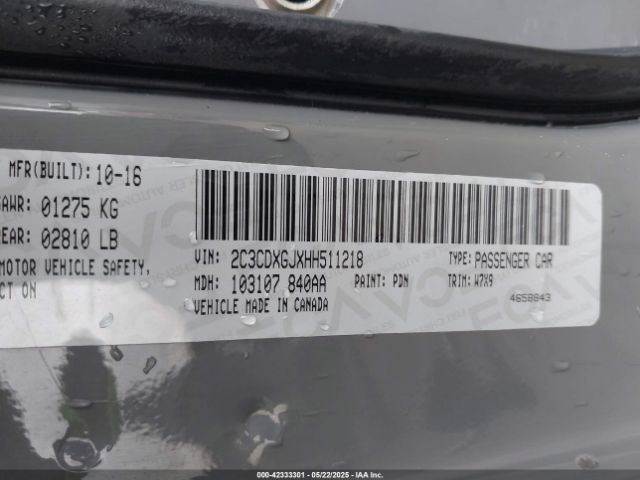 MFR(BUILT): 10-16
GAWR: 01275 KG
REAR: 02810 LB
MOTOR VEHICLE SAFETY,
CT ON
VIN: 2C3CDXGJXHH511218 TYPE: PASSENGER CAR
MDH: 103107 840AA PAINT: PDN TRIM: W7X9
VEHICLE MADE IN CANADA 4658843
000-42333301 - 05/22/2025 - IAA Inc.